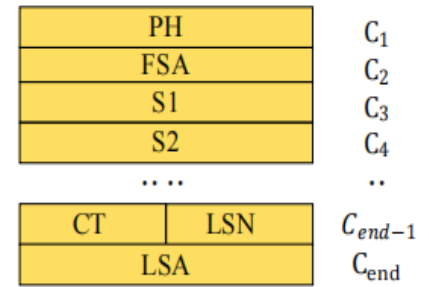 PH C₁
FSA C₂
S1 C₃
S2 C₄
.. .. ..
CT LSN Cₑₙd₋₁
LSA Cₑₙd